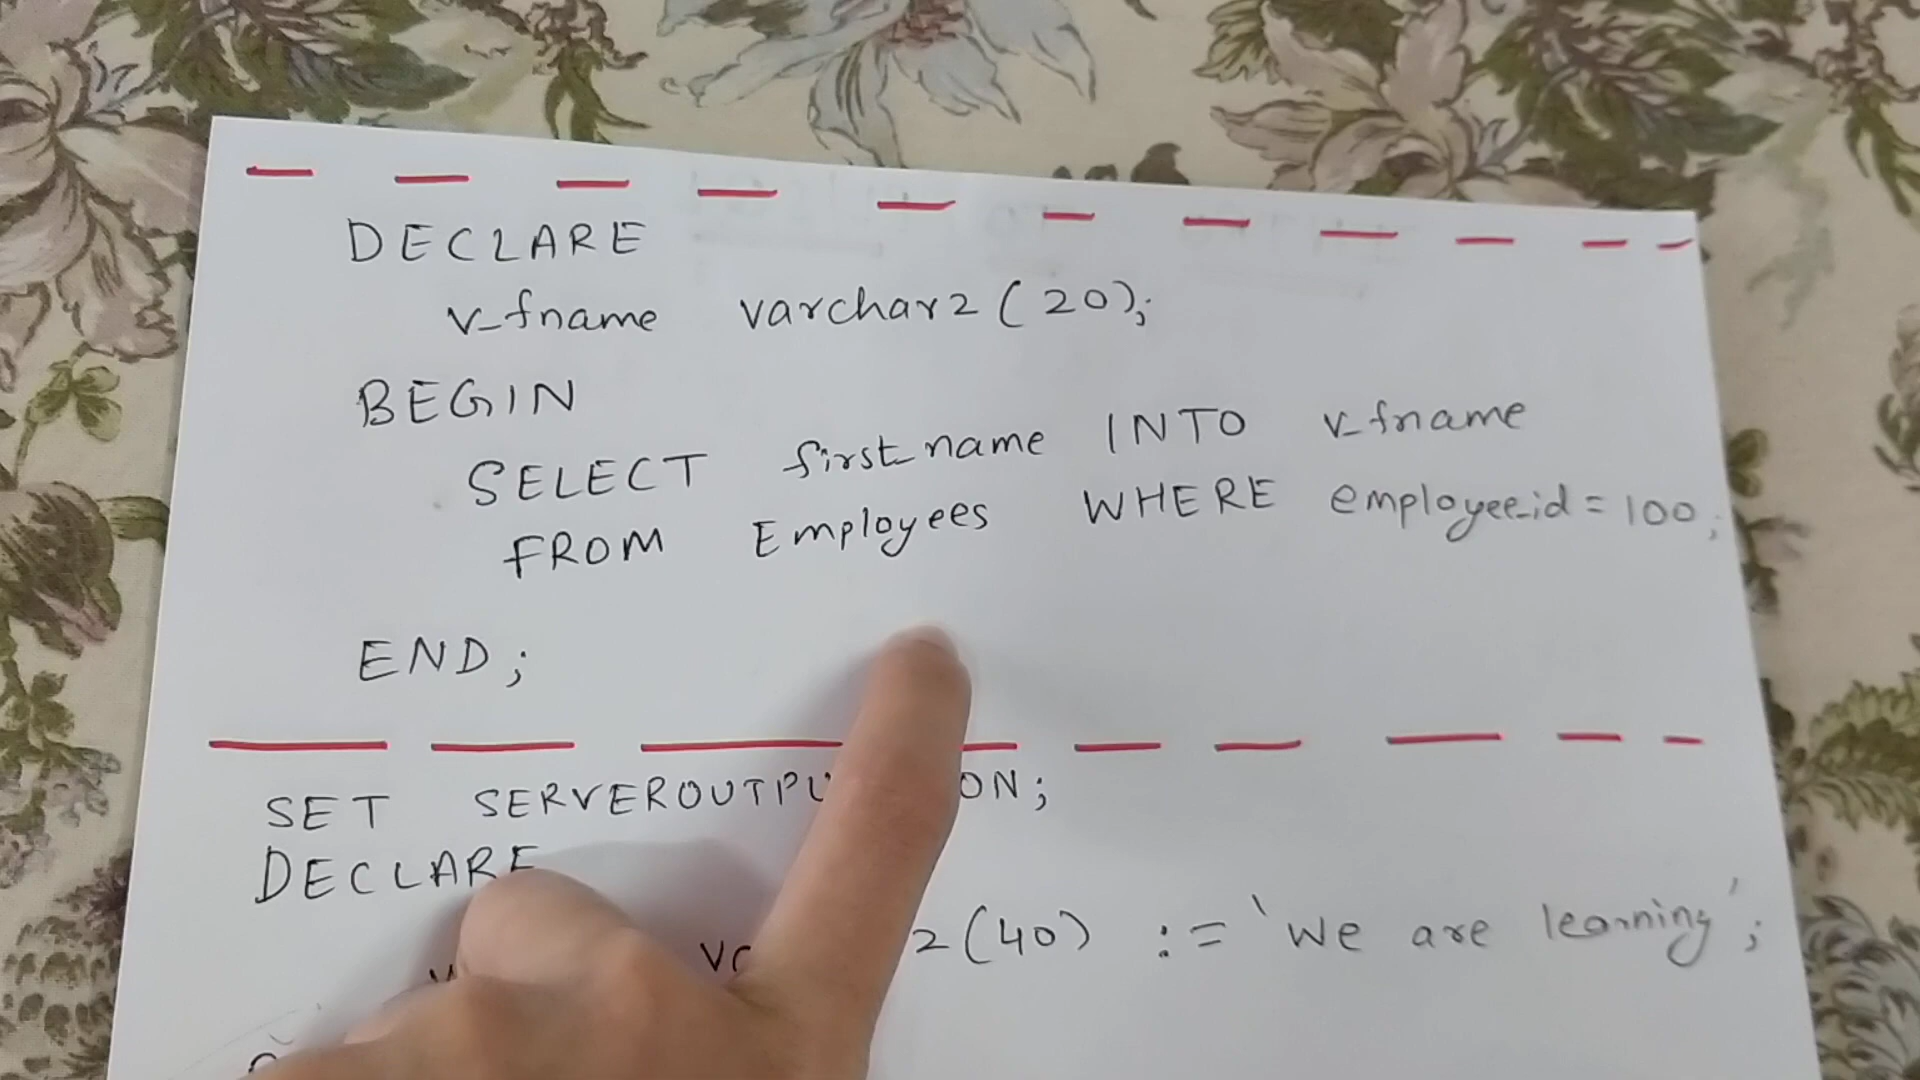 DECLARE
v_fname varchar2(20);
BEGIN
SELECT first_name INTO v_fname
FROM Employees WHERE employee_id = 100;
END;
SET ON;
DECLARE
2(40) := 'We are learning';